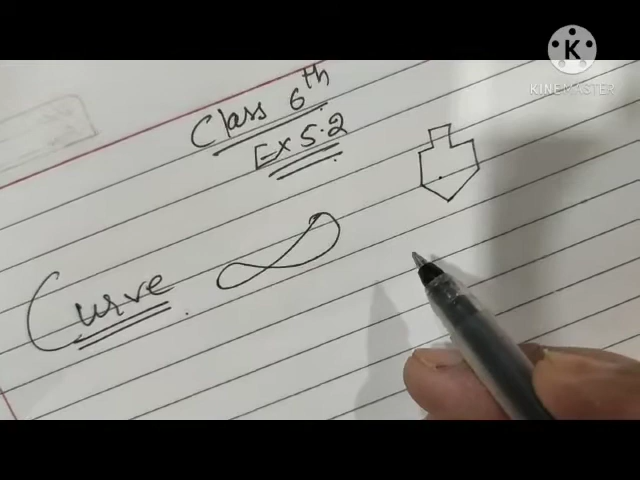 Class 6th
Ex 5.2
Curve
K
KINEMASTER